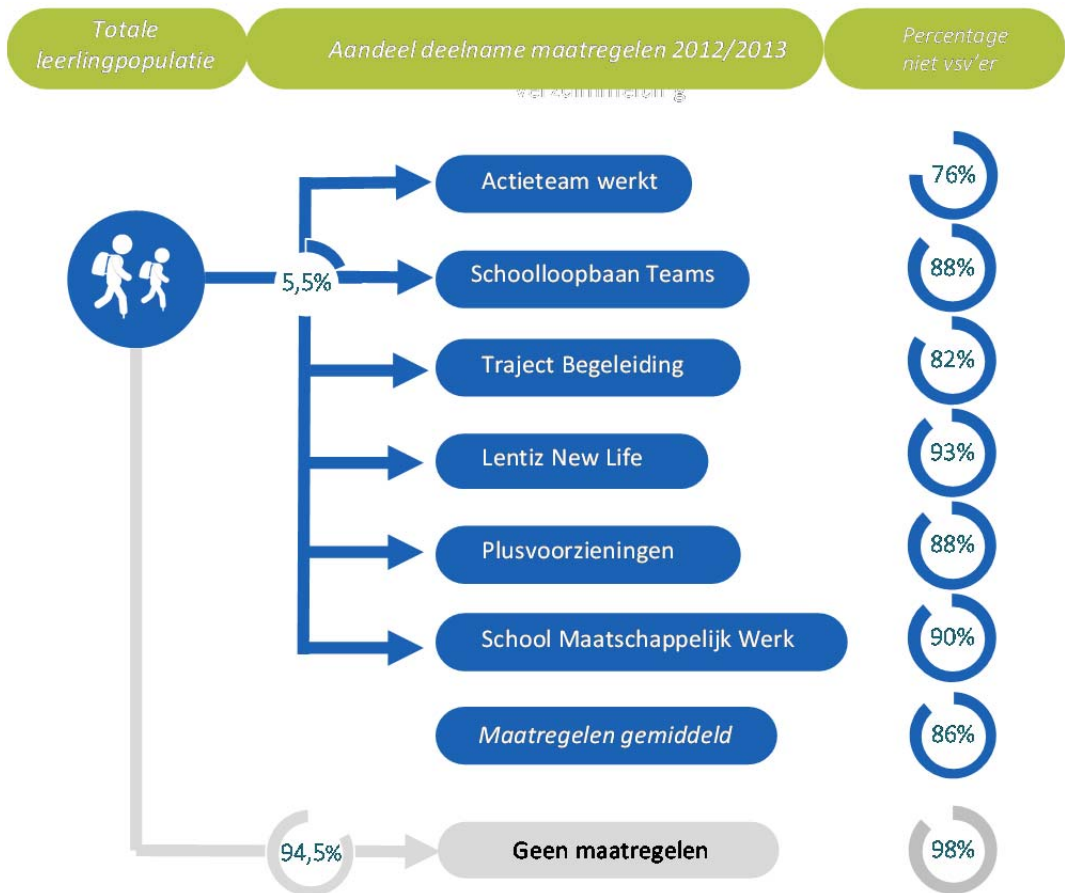 Totale
leerlingpopulatie
Aandeel deelname maatregelen 2012/2013
Percentage
niet vsv'er
Actieteam werkt
76%
5,5%
Schoolloopbaan Teams
88%
Traject Begeleiding
82%
Lentiz New Life
93%
Plusvoorzieningen
88%
School Maatschappelijk Werk
90%
Maatregelen gemiddeld
86%
94,5%
Geen maatregelen
98%